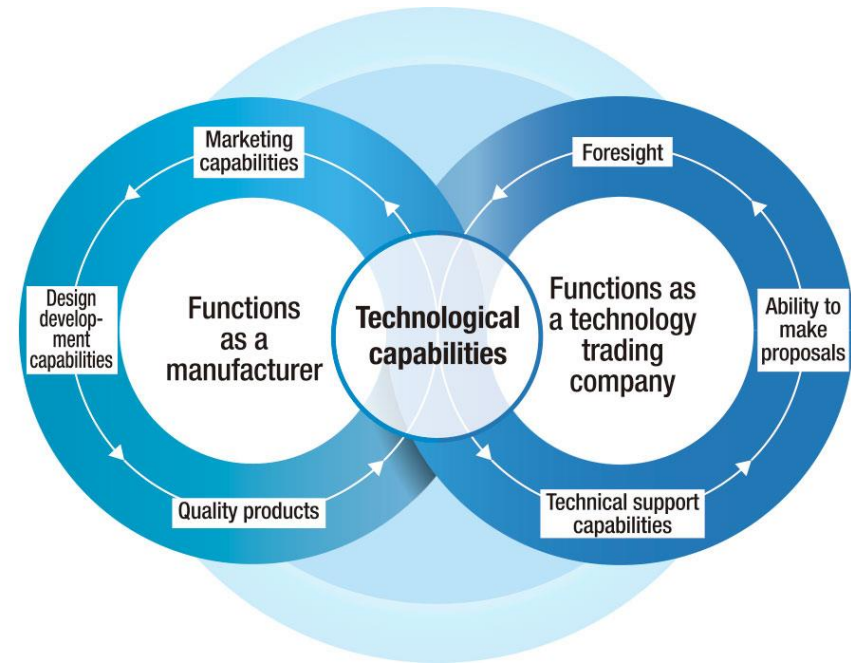 Marketing
capabilities
Foresight
Design
develop-
ment
capabilities
Functions
as a
manufacturer
Technological
capabilities
Functions as
a technology
trading
company
Ability to
make
proposals
Quality products
Technical support
capabilities